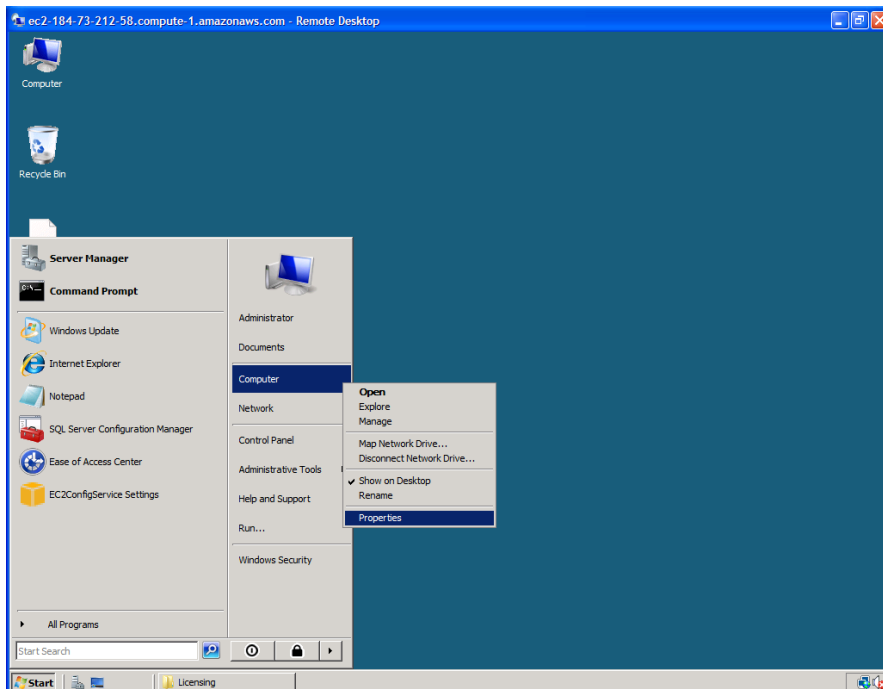 ec2-184-73-212-58.compute-1.amazonaws.com - Remote Desktop
Computer
Recycle Bin
Server Manager
Command Prompt
Windows Update
Internet Explorer
Notepad
SQL Server Configuration Manager
Ease of Access Center
EC2ConfigService Settings
All Programs
Start Search
Administrator
Documents
Computer
Network
Control Panel
Administrative Tools
Help and Support
Run...
Windows Security
Open
Explore
Manage
Map Network Drive...
Disconnect Network Drive...
Show on Desktop
Rename
Properties
Start
Licensing